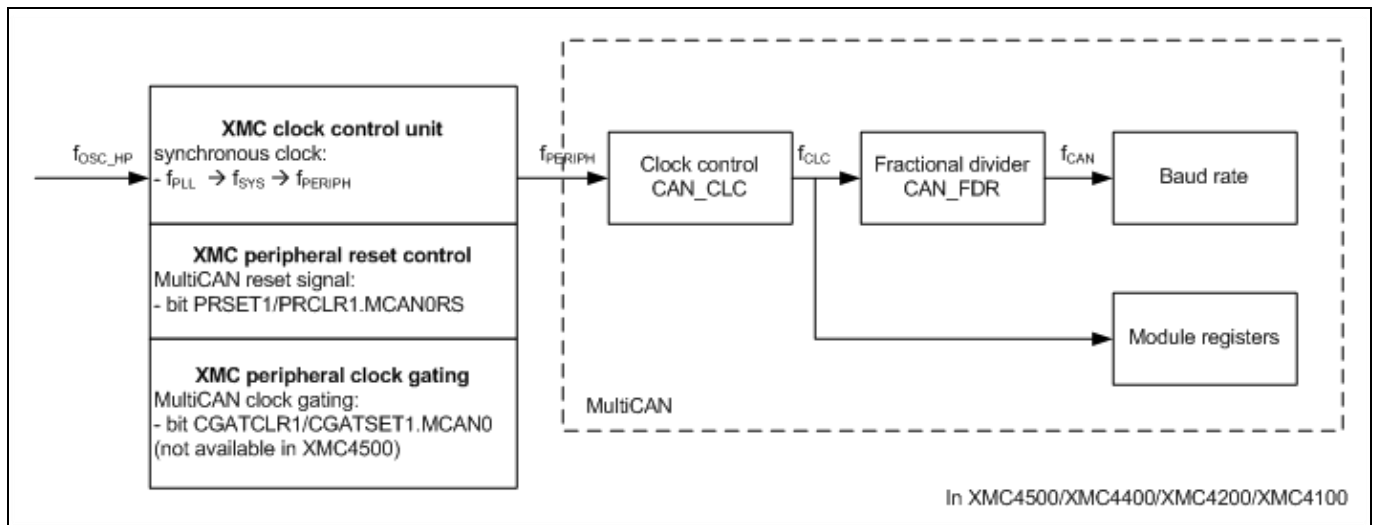 XMC clock control unit
synchronous clock:
- fPLL → fSYS → fPERIPH
XMC peripheral reset control
MultiCAN reset signal:
- bit PRSET1/PRCLR1.MCAN0RS
XMC peripheral clock gating
MultiCAN clock gating:
- bit CGATCLR1/CGATSET1.MCAN0
(not available in XMC4500)
fOSC_HP
fPERIPH
Clock control
CAN_CLC
fCLC
Fractional divider
CAN_FDR
fCAN
Baud rate
Module registers
MultiCAN
In XMC4500/XMC4400/XMC4200/XMC4100